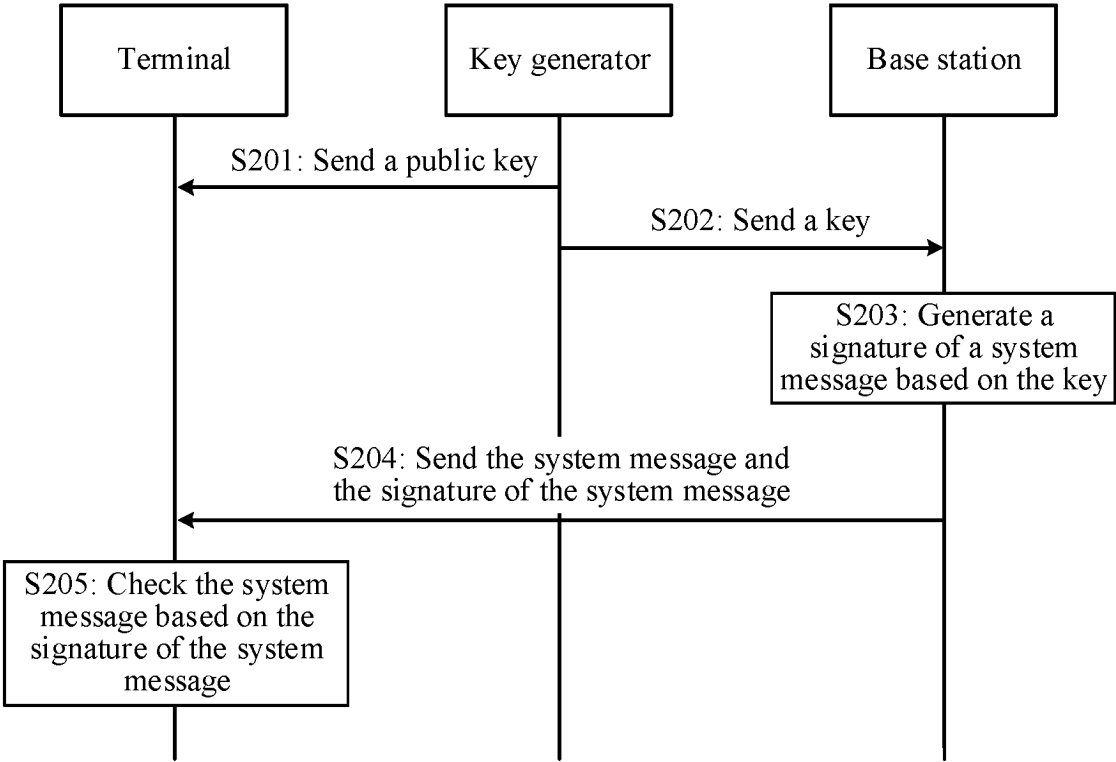 Terminal
Key generator
Base station
S201: Send a public key
S202: Send a key
S203: Generate a
signature of a system
message based on the key
S204: Send the system message and
the signature of the system message
S205: Check the system
message based on the
signature of the system
message